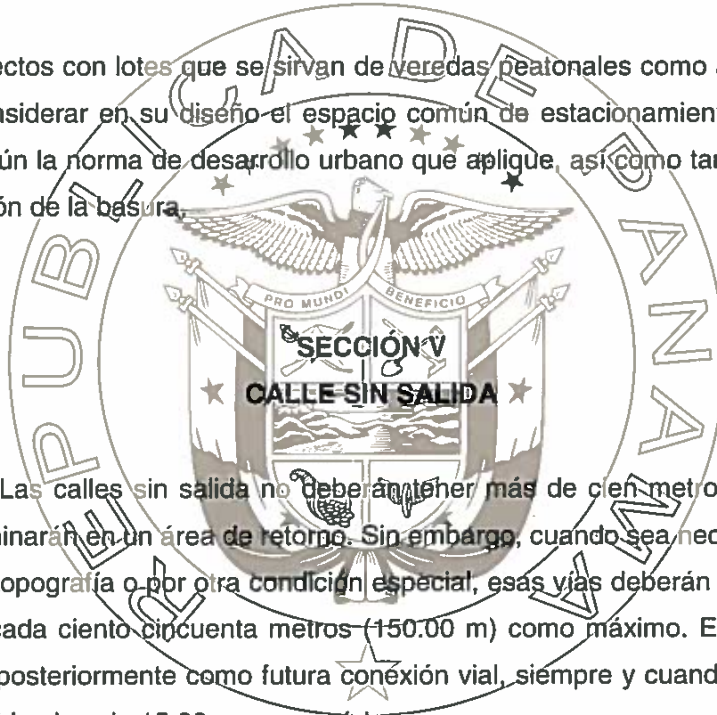 ectos con lotes que se sirvan de veredas peatonales como
nsiderar en su diseño el espacio común de estacionamien
ún la norma de desarrollo urbano que aplique, así como ta
ón de la basura.
REPUBLICA DE PANAMA
PRO MUNDI BENEFICIO
SECCIÓN V
CALLE SIN SALIDA
Las calles sin salida no deberán tener más de cien metro
inarán en un área de retorno. Sin embargo, cuando sea nec
opografía o por otra condición especial, esas vías deberán
cada ciento cincuenta metros (150.00 m) como máximo. E
posteriormente como futura conexión vial, siempre y cuand